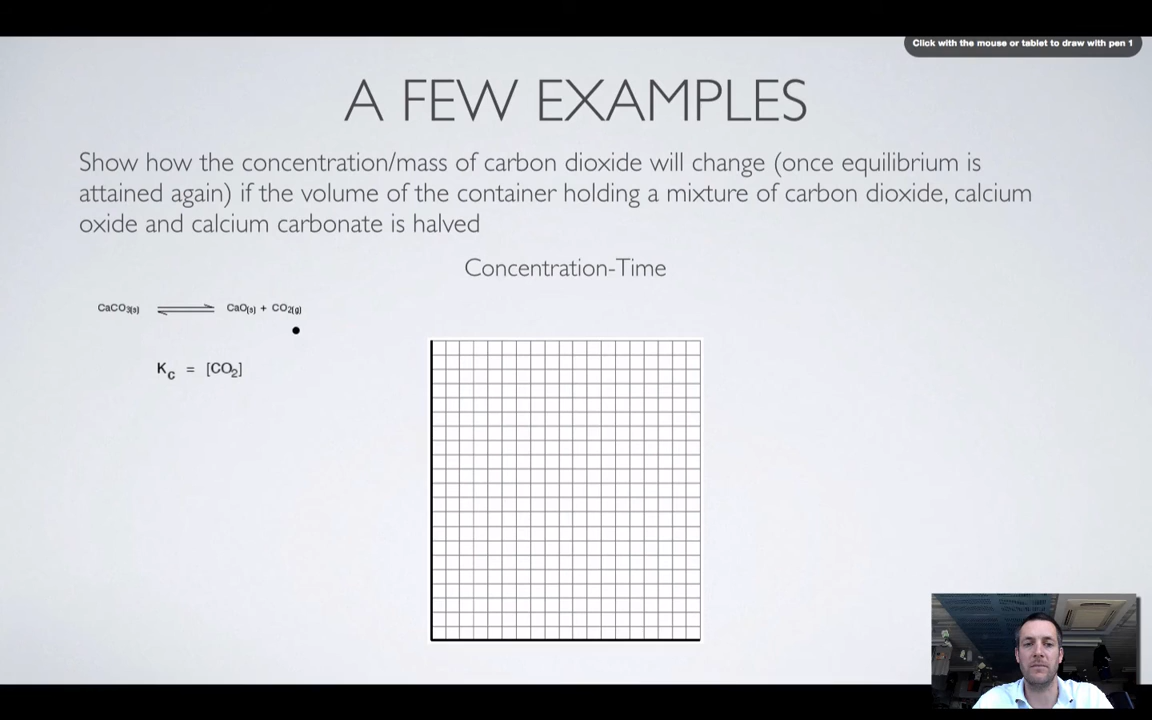 Click with the mouse or tablet to draw with pen 1
A FEW EXAMPLES
Show how the concentration/mass of carbon dioxide will change (once equilibrium is
attained again) if the volume of the container holding a mixture of carbon dioxide, calcium
oxide and calcium carbonate is halved
Concentration-Time
CaCO3(s) ⇌ CaO(s) + CO2(g)
Kc = [CO2]